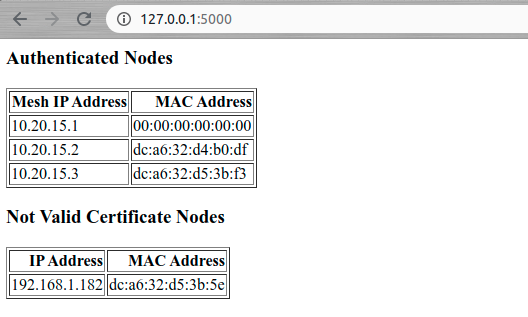 127.0.0.1:5000
Authenticated Nodes
Mesh IP Address MAC Address
10.20.15.1 00:00:00:00:00:00
10.20.15.2 dc:a6:32:d4:b0:df
10.20.15.3 dc:a6:32:d5:3b:f3
Not Valid Certificate Nodes
IP Address MAC Address
192.168.1.182 dc:a6:32:d5:3b:5e